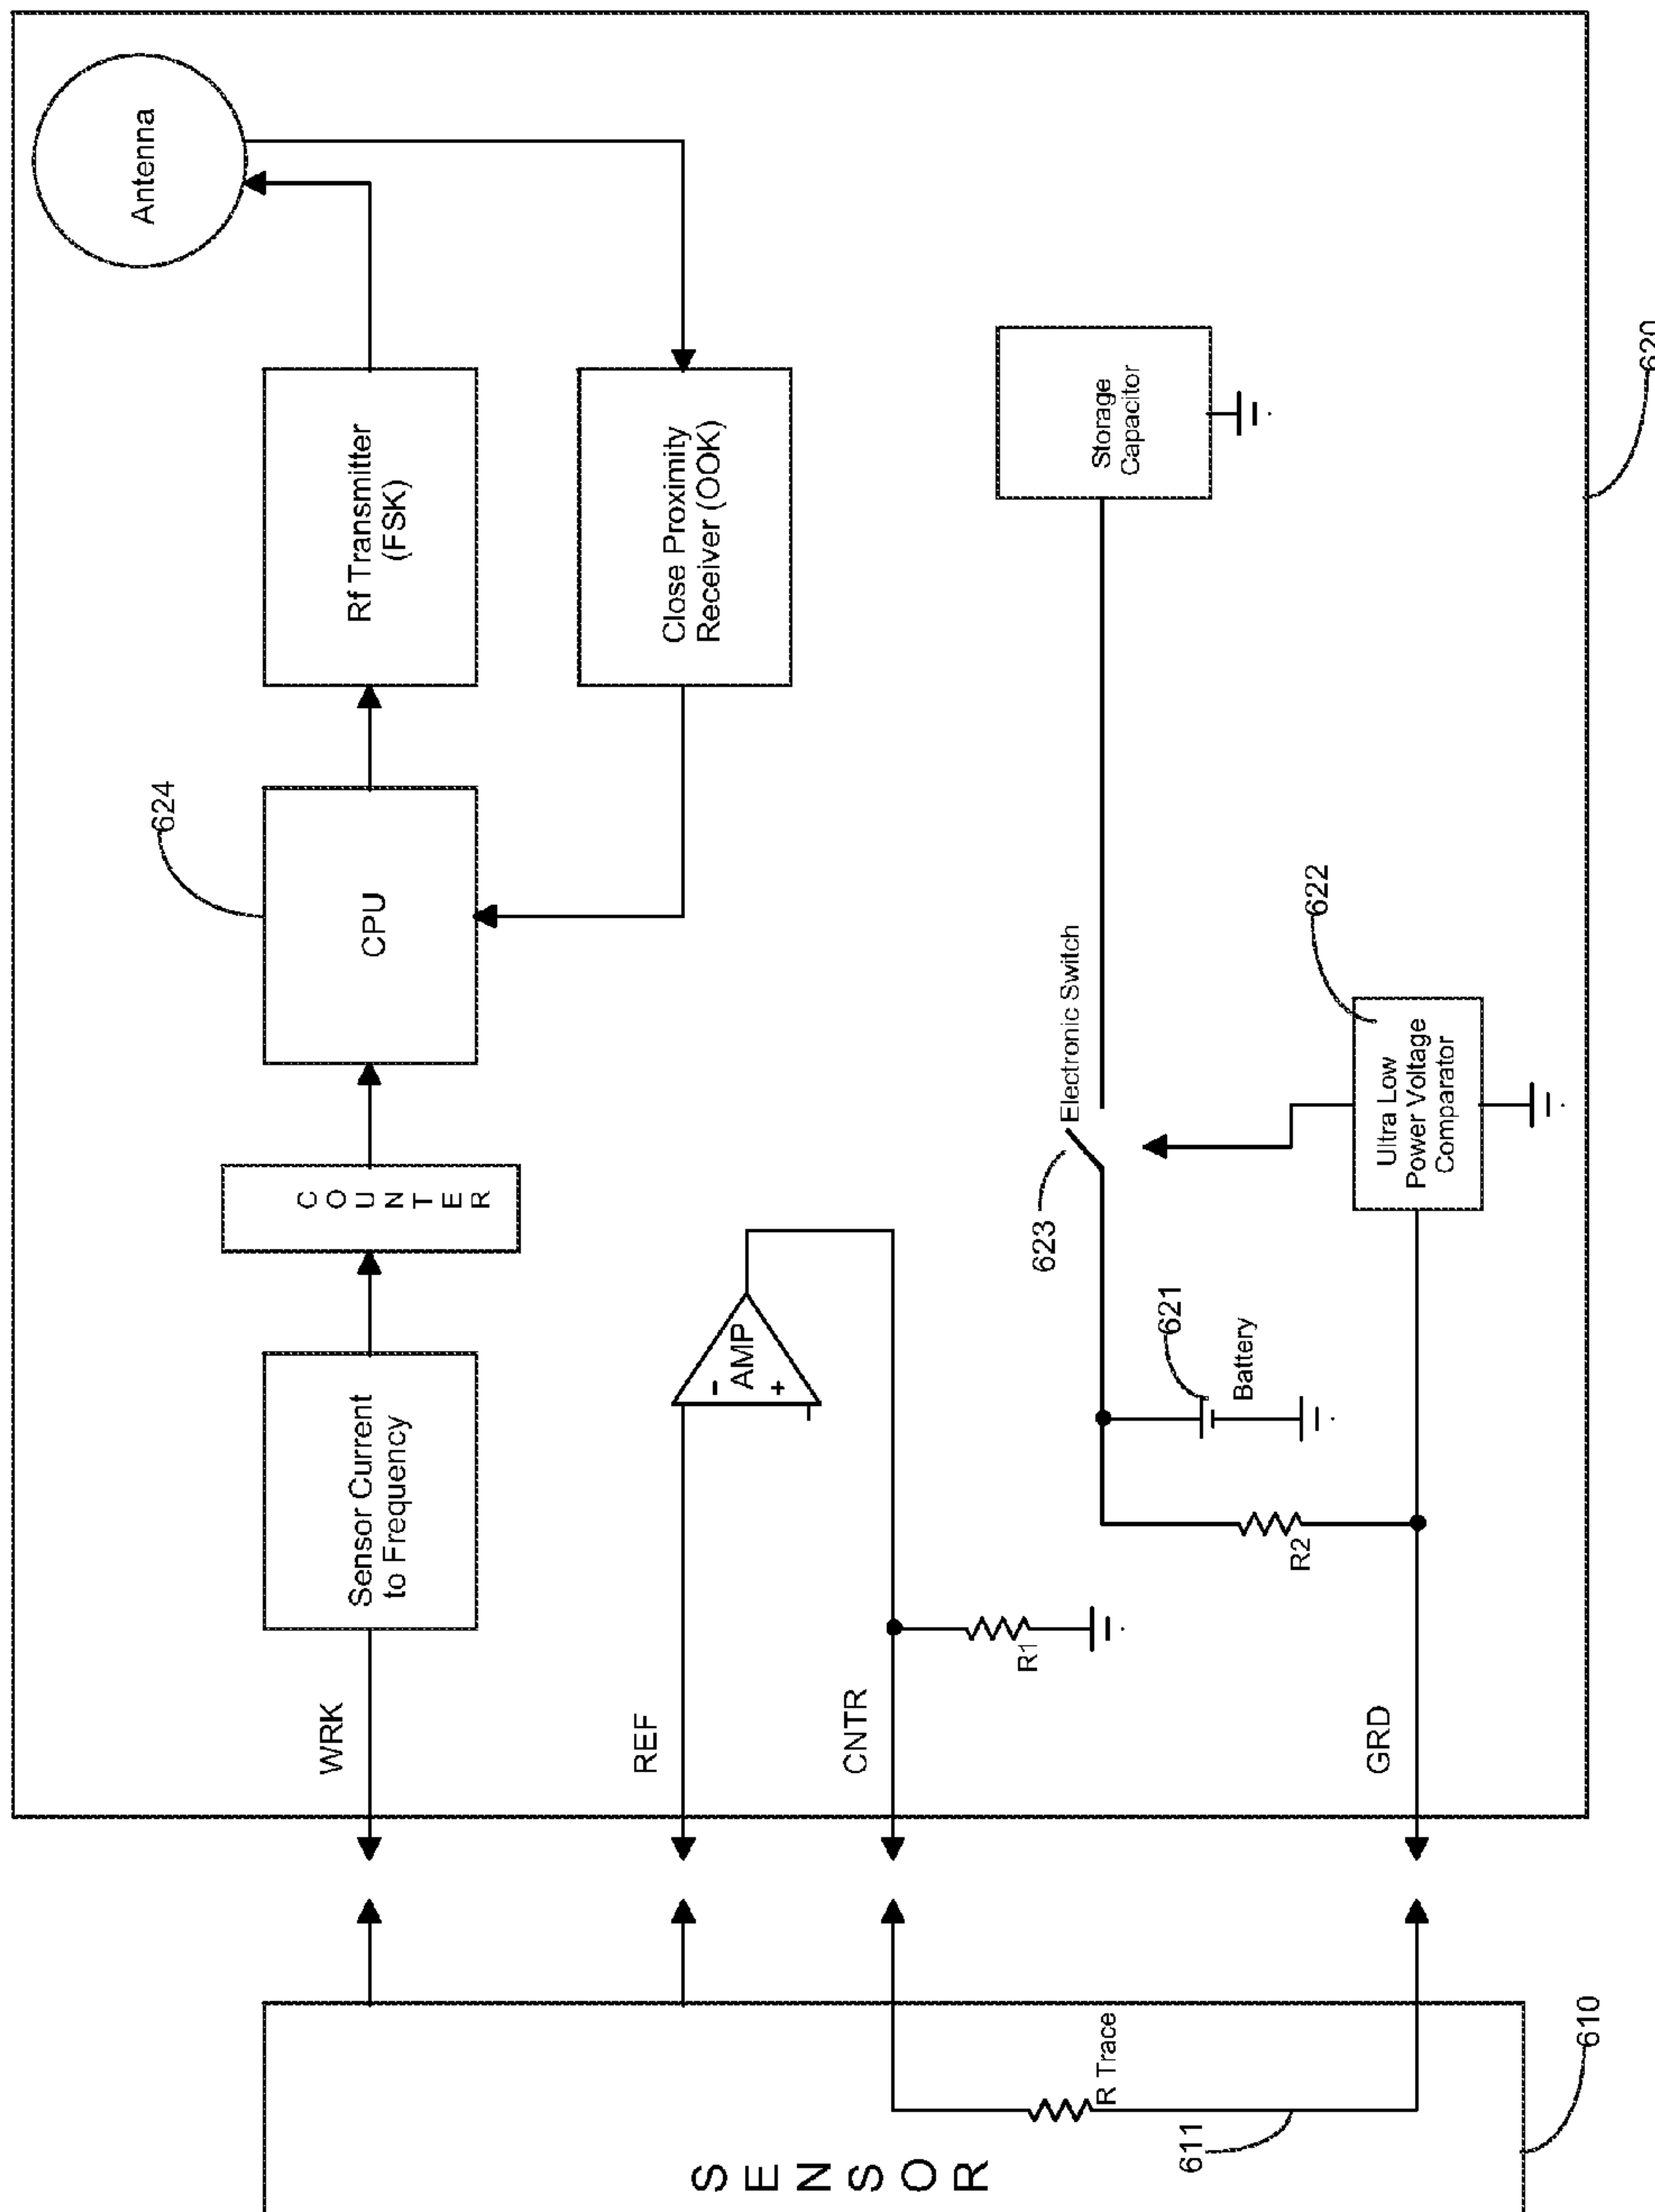 SENSOR
R Trace
611
610
WRK
REF
CNTR
GRD
Sensor Current
to Frequency
COUNTER
CPU
624
Rf Transmitter
(FSK)
Antenna
Close Proximity
Receiver (OOK)
-
AMP
+
R1
R2
621
Battery
623
Electronic Switch
Storage
Capacitor
Ultra Low
Power Voltage
Comparator
622
620